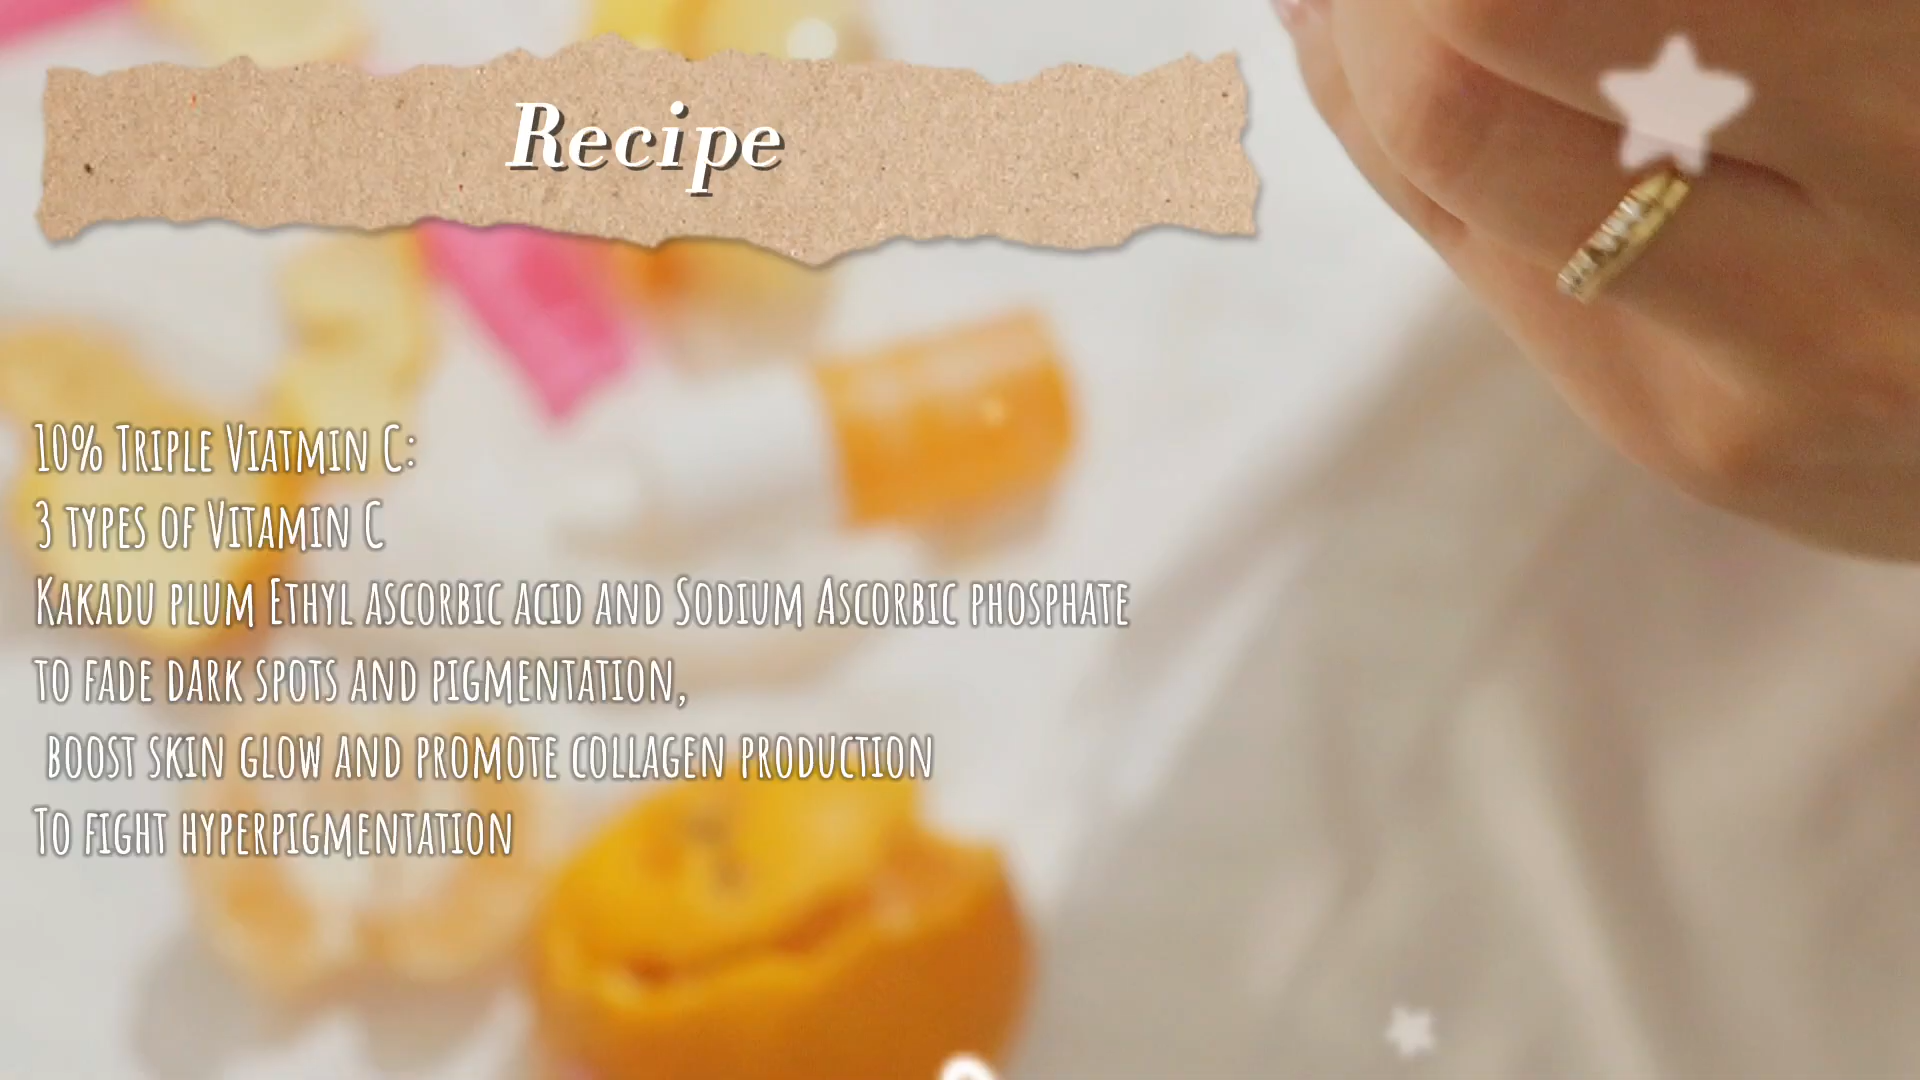 Recipe
10% Triple Viatmin C:
3 types of Vitamin C
Kakadu plum Ethyl ascorbic acid and Sodium Ascorbic phosphate
to fade dark spots and pigmentation,
boost skin glow and promote collagen production
To fight hyperpigmentation